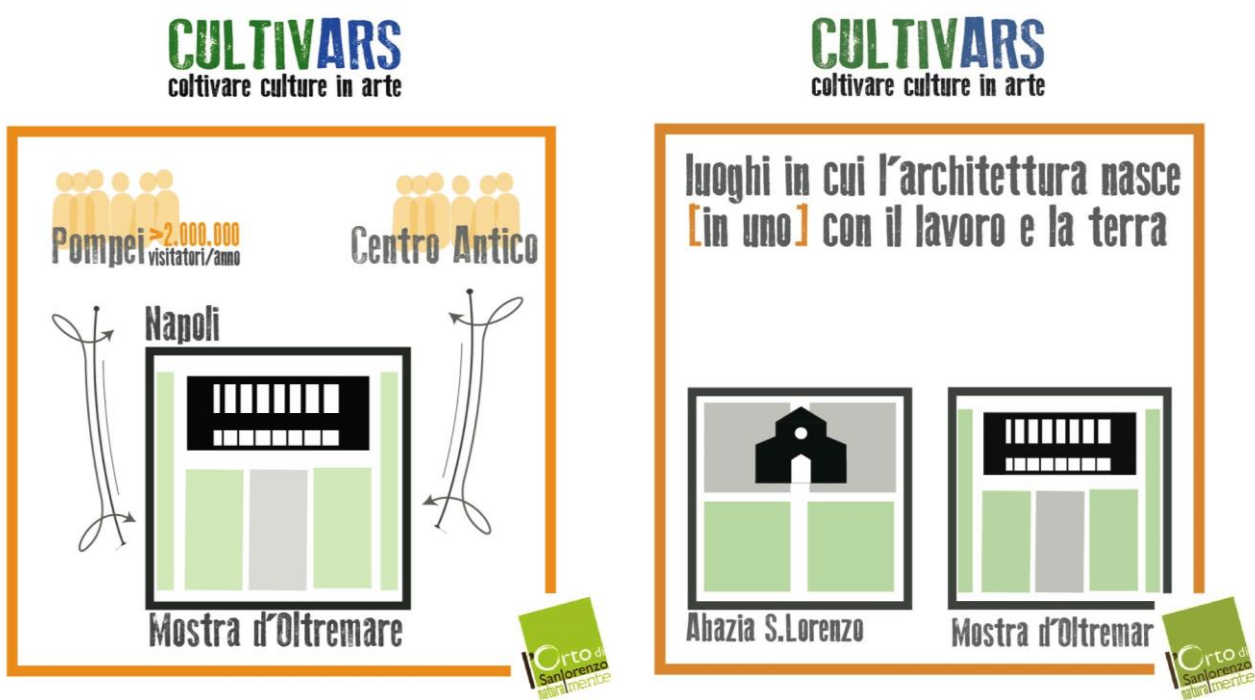 CULTIVARS
coltivare culture in arte
Pompei >2.000.000
visitatori/anno
Centro Antico
Napoli
Mostra d'Oltremare
l'Orto di
Sanlorenzo
naturalmente
CULTIVARS
coltivare culture in arte
luoghi in cui l'architettura nasce
[in uno] con il lavoro e la terra
Abazia S.Lorenzo
Mostra d'Oltremar
l'Orto di
Sanlorenzo
naturalmente